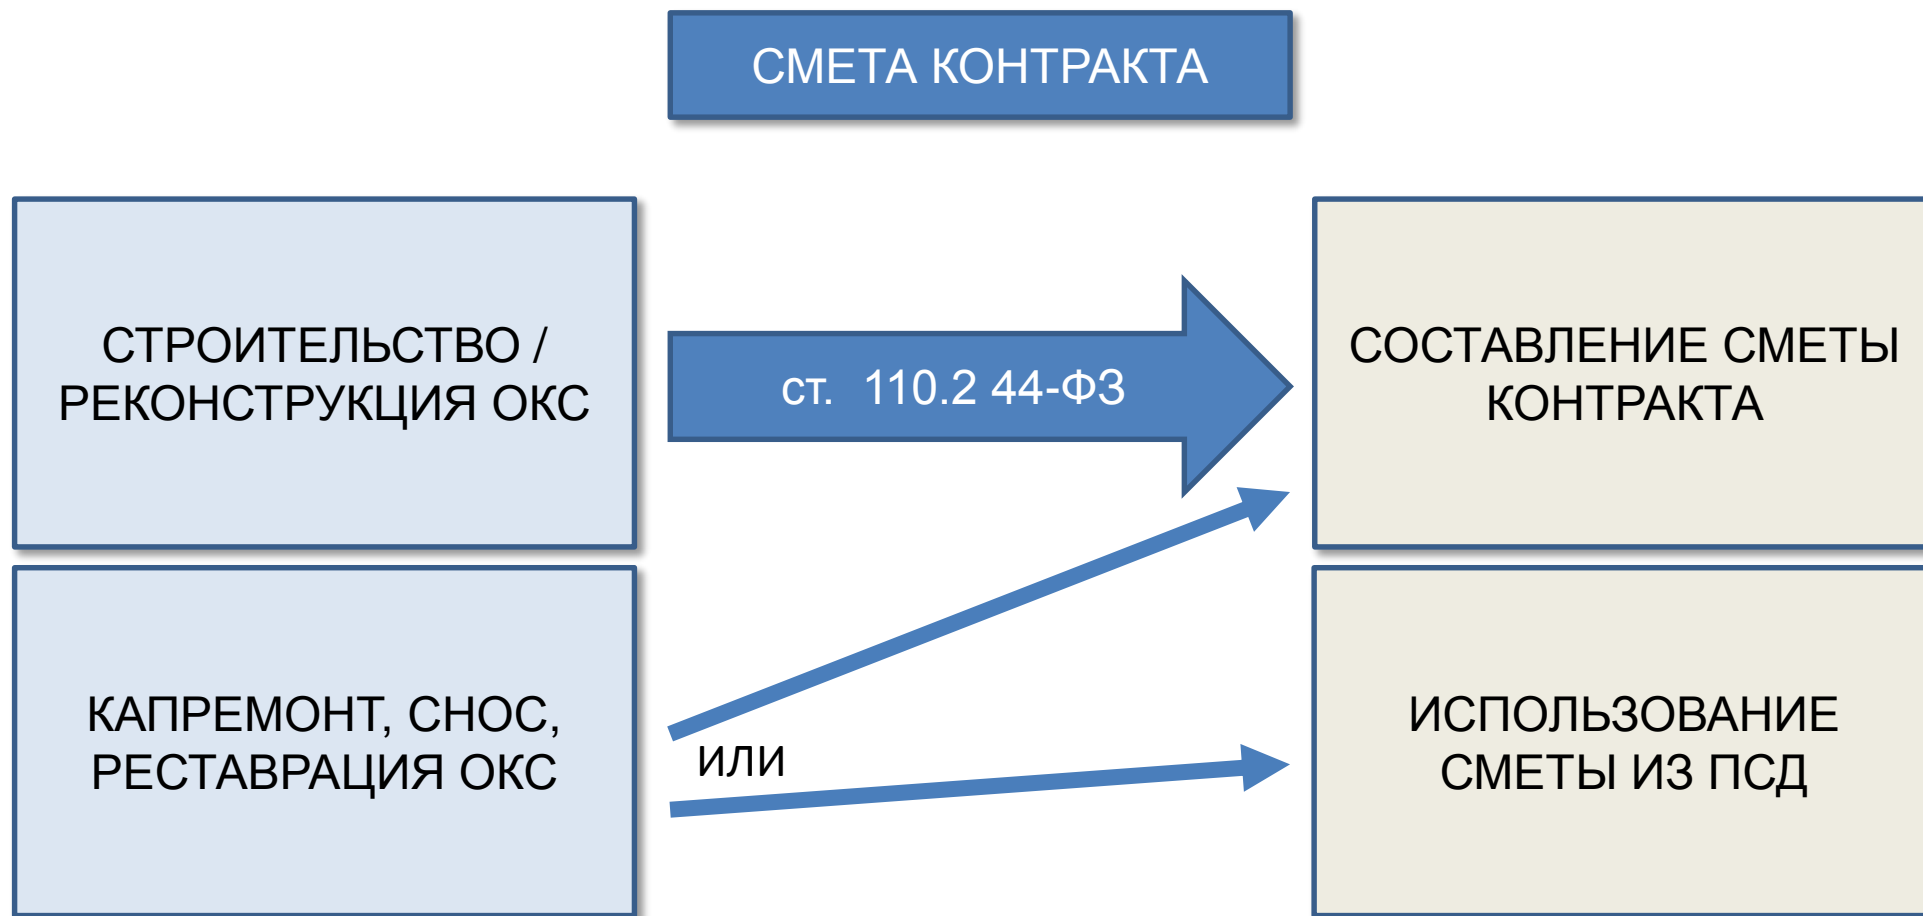 СМЕТА КОНТРАКТА
СТРОИТЕЛЬСТВО /
РЕКОНСТРУКЦИЯ ОКС
ст. 110.2 44-ФЗ
СОСТАВЛЕНИЕ СМЕТЫ
КОНТРАКТА
КАПРЕМОНТ, СНОС,
РЕСТАВРАЦИЯ ОКС
ИЛИ
ИСПОЛЬЗОВАНИЕ
СМЕТЫ ИЗ ПСД